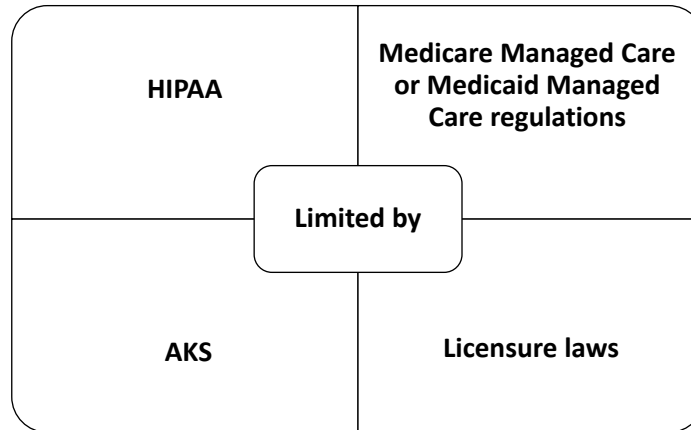 HIPAA
Medicare Managed Care
or Medicaid Managed
Care regulations
Limited by
AKS
Licensure laws